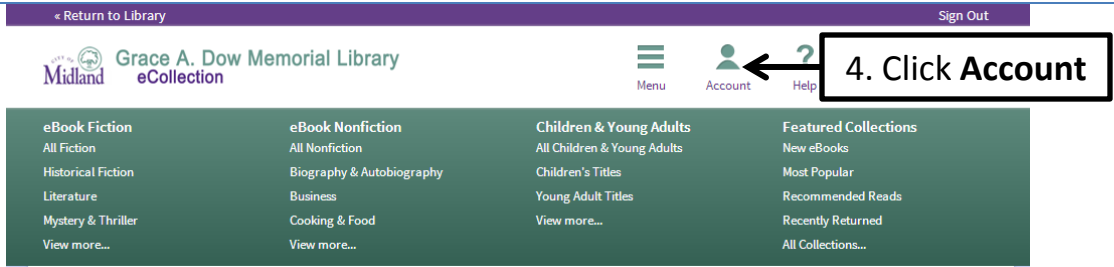 « Return to Library
Sign Out
CITY OF
Midland
Grace A. Dow Memorial Library
eCollection
Menu
Account
?
Help
4. Click Account
eBook Fiction
All Fiction
Historical Fiction
Literature
Mystery & Thriller
View more...
eBook Nonfiction
All Nonfiction
Biography & Autobiography
Business
Cooking & Food
View more...
Children & Young Adults
All Children & Young Adults
Children's Titles
Young Adult Titles
View more...
Featured Collections
New eBooks
Most Popular
Recommended Reads
Recently Returned
All Collections...